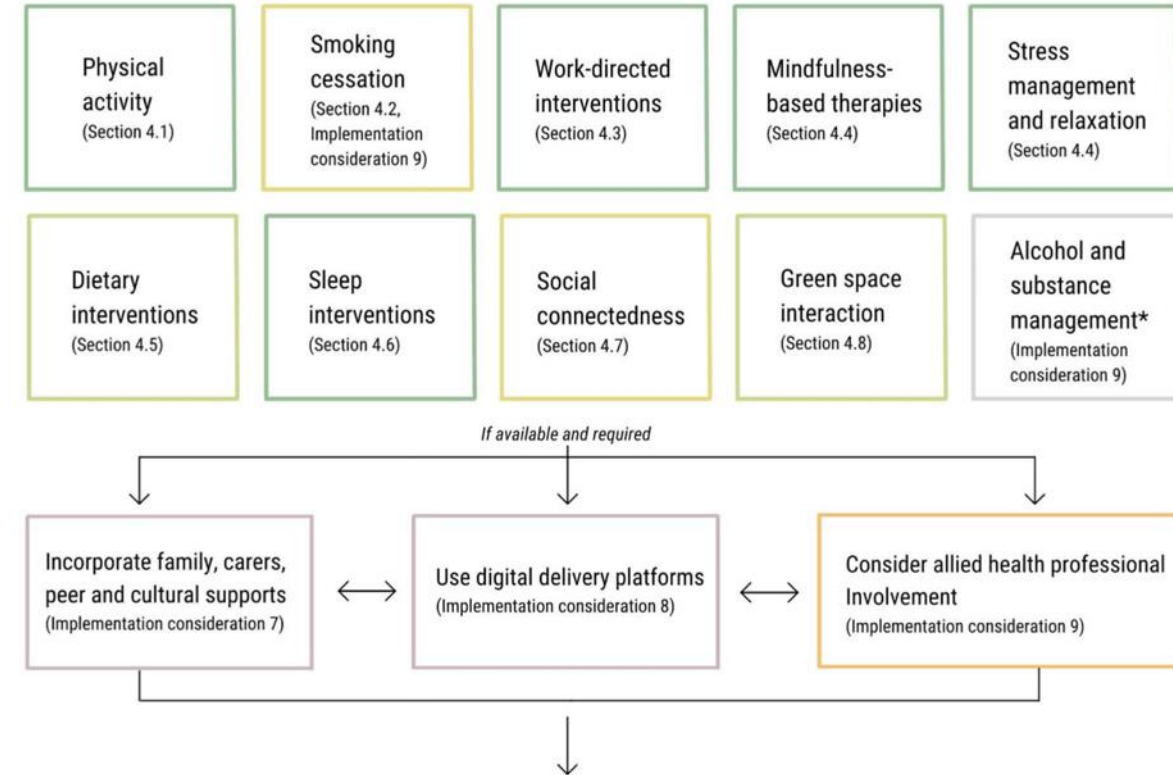 Physical
activity
(Section 4.1)
Smoking
cessation
(Section 4.2,
Implementation
consideration 9)
Work-directed
interventions
(Section 4.3)
Mindfulness-
based therapies
(Section 4.4)
Stress
management
and relaxation
(Section 4.4)
Dietary
interventions
(Section 4.5)
Sleep
interventions
(Section 4.6)
Social
connectedness
(Section 4.7)
Green space
interaction
(Section 4.8)
Alcohol and
substance
management*
(Implementation
consideration 9)
If available and required
Incorporate family, carers,
peer and cultural supports
(Implementation consideration 7)
Use digital delivery platforms
(Implementation consideration 8)
Consider allied health professional
Involvement
(Implementation consideration 9)